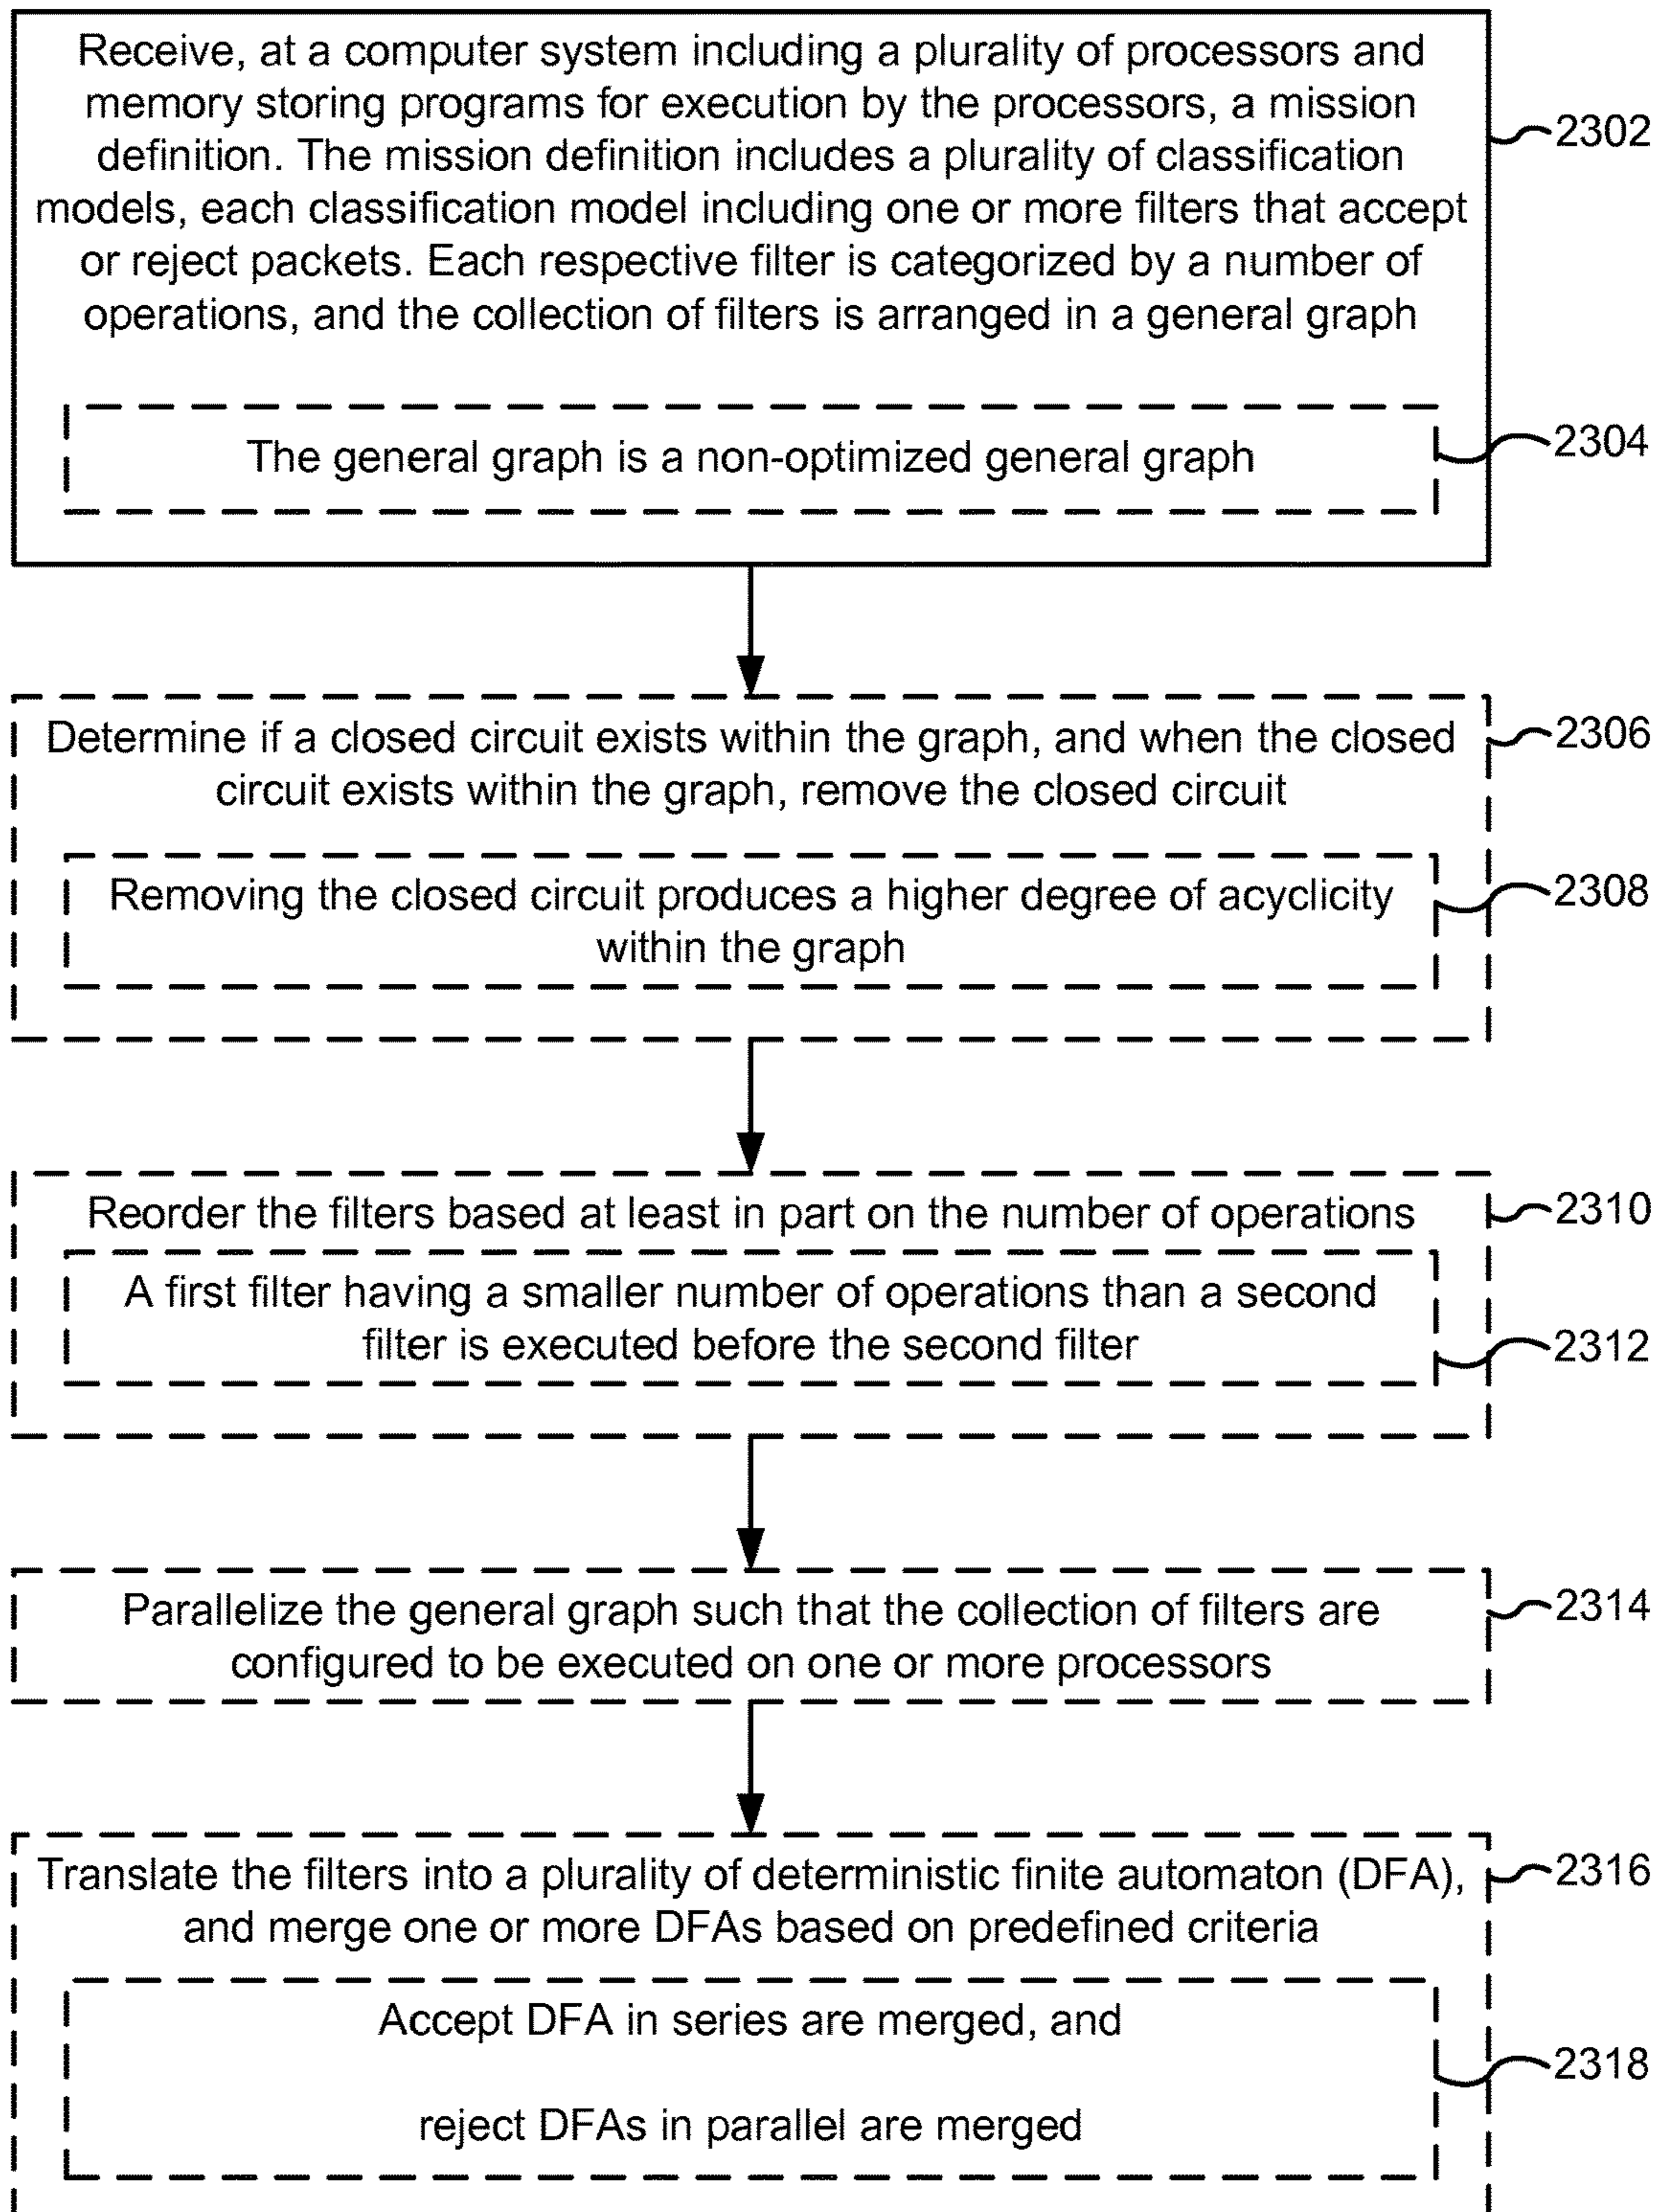 Receive, at a computer system including a plurality of processors and
memory storing programs for execution by the processors, a mission
definition. The mission definition includes a plurality of classification
models, each classification model including one or more filters that accept
or reject packets. Each respective filter is categorized by a number of
operations, and the collection of filters is arranged in a general graph
2302
The general graph is a non-optimized general graph
2304
Determine if a closed circuit exists within the graph, and when the closed
circuit exists within the graph, remove the closed circuit
2306
Removing the closed circuit produces a higher degree of acyclicity
within the graph
2308
Reorder the filters based at least in part on the number of operations
2310
A first filter having a smaller number of operations than a second
filter is executed before the second filter
2312
Parallelize the general graph such that the collection of filters are
configured to be executed on one or more processors
2314
Translate the filters into a plurality of deterministic finite automaton (DFA),
and merge one or more DFAs based on predefined criteria
2316
Accept DFA in series are merged, and
reject DFAs in parallel are merged
2318